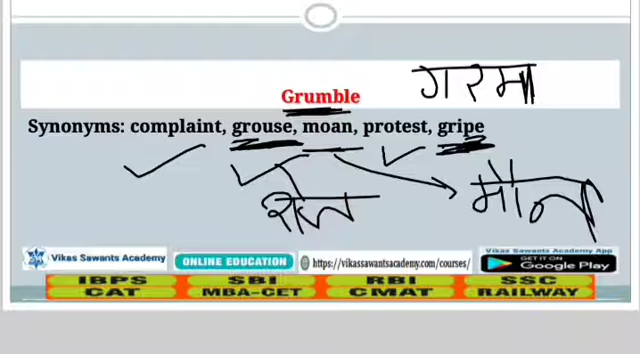 गरमा
Grumble
Synonyms: complaint, grouse, moan, protest, gripe
Vikas Sawants Academy
ONLINE EDUCATION
https://vikassawantsacademy.com/courses/
Vikas Sawants Academy App
GET IT ON
Google Play
IBPS SBI RBI SSC
CAT MBA-CET CMAT RAILWAY